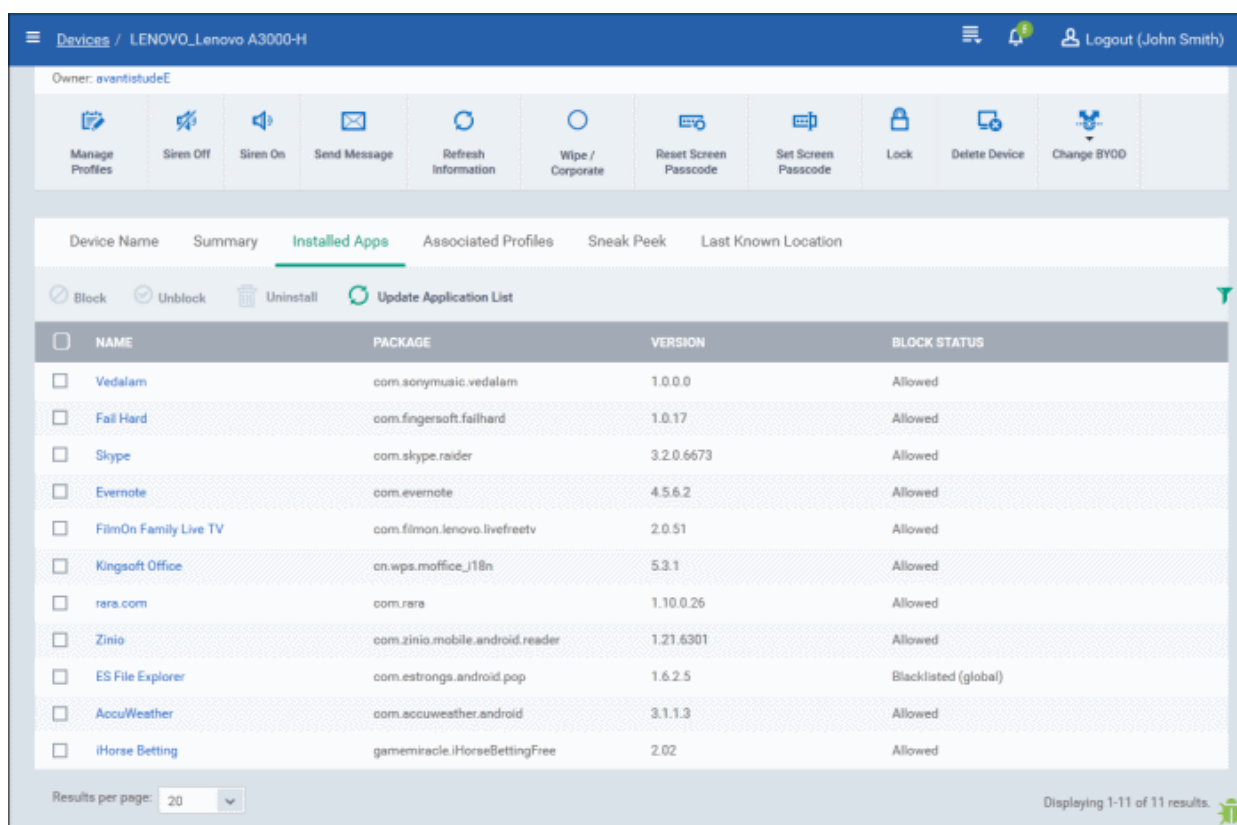 Devices / LENOVO_Lenovo A3000-H
Logout (John Smith)
Owner: avantistudeE
Manage Profiles
Siren Off
Siren On
Send Message
Refresh Information
Wipe / Corporate
Reset Screen Passcode
Set Screen Passcode
Lock
Delete Device
Change BYOD
Device Name Summary Installed Apps Associated Profiles Sneak Peek Last Known Location
Block Unblock Uninstall Update Application List
NAME PACKAGE VERSION BLOCK STATUS
Vedalam com.sonymusic.vedalam 1.0.0.0 Allowed
Fail Hard com.fingersoft.failhard 1.0.17 Allowed
Skype com.skype.raider 3.2.0.6673 Allowed
Evernote com.evernote 4.5.6.2 Allowed
FilmOn Family Live TV com.filmon.lenovo.livefreetv 2.0.51 Allowed
Kingsoft Office cn.wps.moffice_i18n 5.3.1 Allowed
rara.com com.rara 1.10.0.26 Allowed
Zinio com.zinio.mobile.android.reader 1.21.6301 Allowed
ES File Explorer com.estrongs.android.pop 1.6.2.5 Blacklisted (global)
AccuWeather com.accuweather.android 3.1.1.3 Allowed
iHorse Betting gamemiracle.iHorseBettingFree 2.02 Allowed
Results per page: 20
Displaying 1-11 of 11 results.